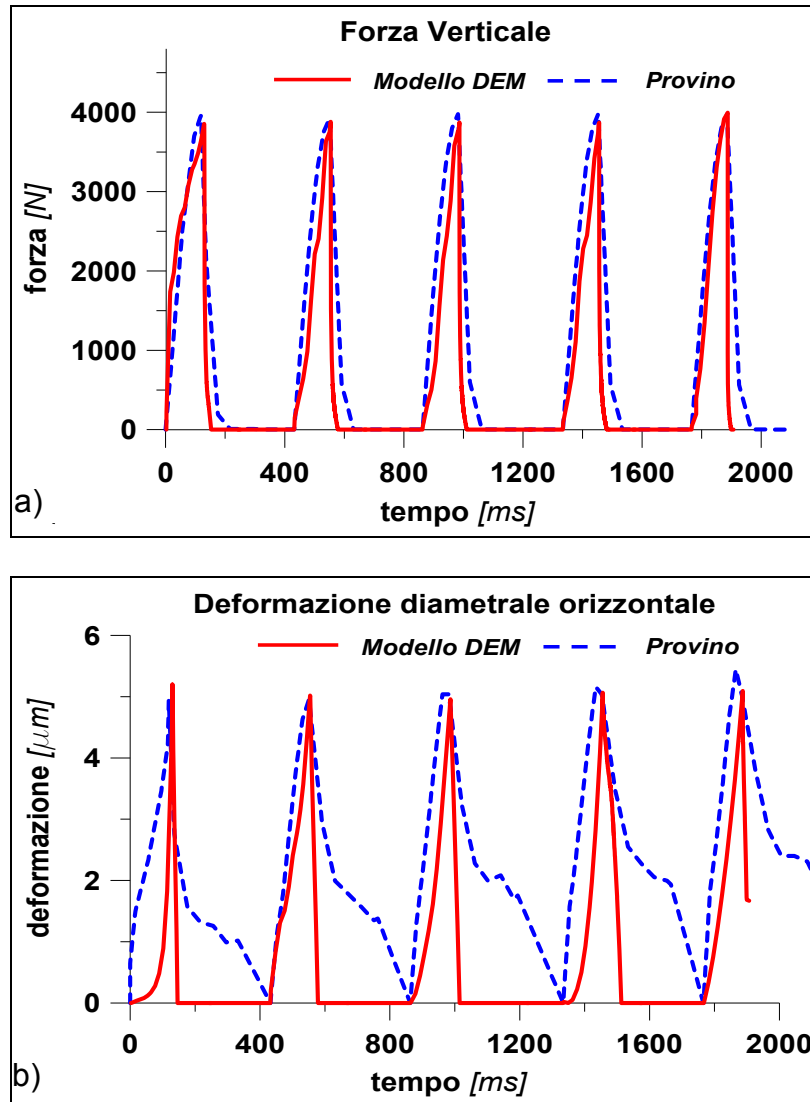 Forza Verticale
Modello DEM Provino
4000
3000
2000
1000
0
forza [N]
0 400 800 1200 1600 2000
tempo [ms]
a)
Deformazione diametrale orizzontale
Modello DEM Provino
6
4
2
0
deformazione [μm]
0 400 800 1200 1600 2000
tempo [ms]
b)